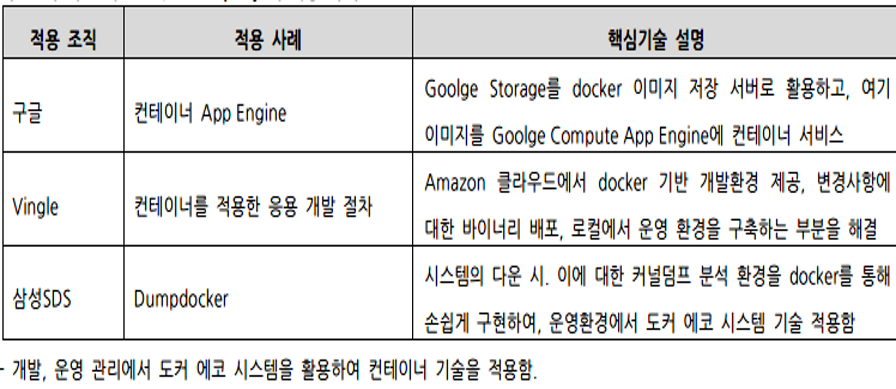 적용 조직 적용 사례 핵심기술 설명
구글 컨테이너 App Engine Goolge Storage를 docker 이미지 저장 서버로 활용하고, 여기
이미지를 Goolge Compute App Engine에 컨테이너 서비스
Vingle 컨테이너를 적용한 응용 개발 절차 Amazon 클라우드에서 docker 기반 개발환경 제공, 변경사항에
대한 바이너리 배포, 로컬에서 운영 환경을 구축하는 부분을 해결
삼성SDS Dumpdocker 시스템의 다운 시. 이에 대한 커널덤프 분석 환경을 docker를 통해
손쉽게 구현하여, 운영환경에서 도커 에코 시스템 기술 적용함
- 개발, 운영 관리에서 도커 에코 시스템을 활용하여 컨테이너 기술을 적용함.